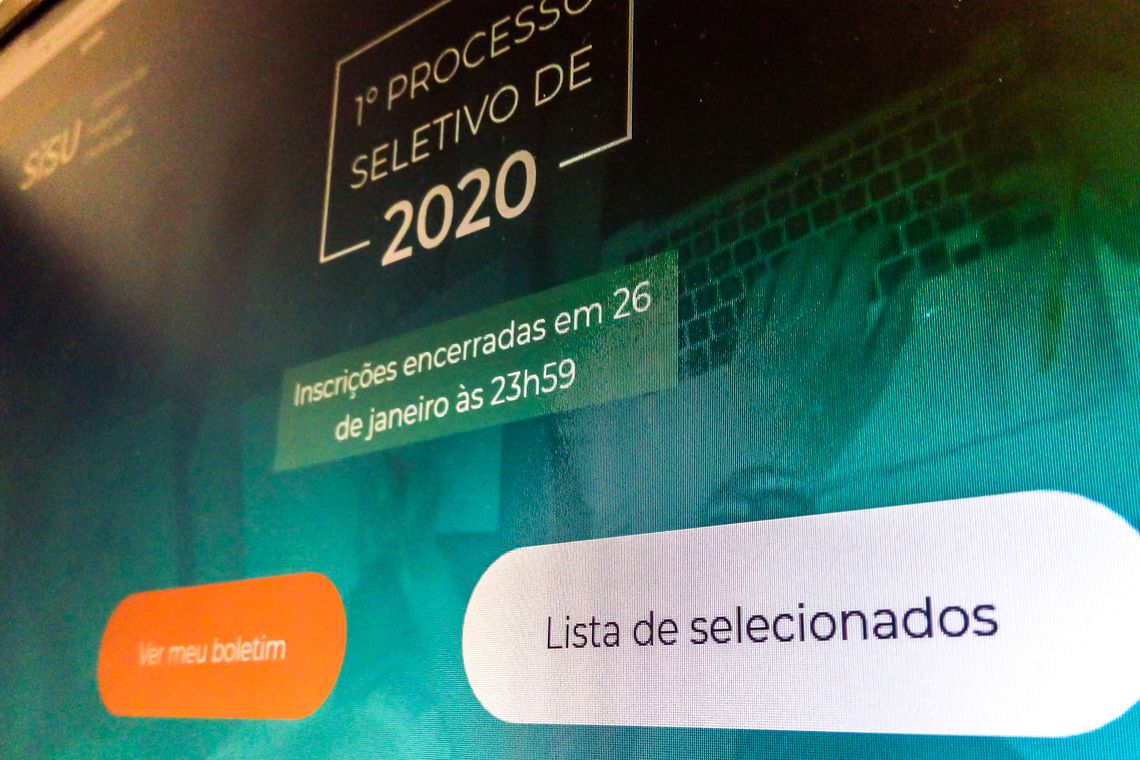 sisu
1º PROCESSO
SELETIVO DE
2020
Inscrições encerradas em 26
de janeiro às 23h59
Ver meu boletim
Lista de selecionados